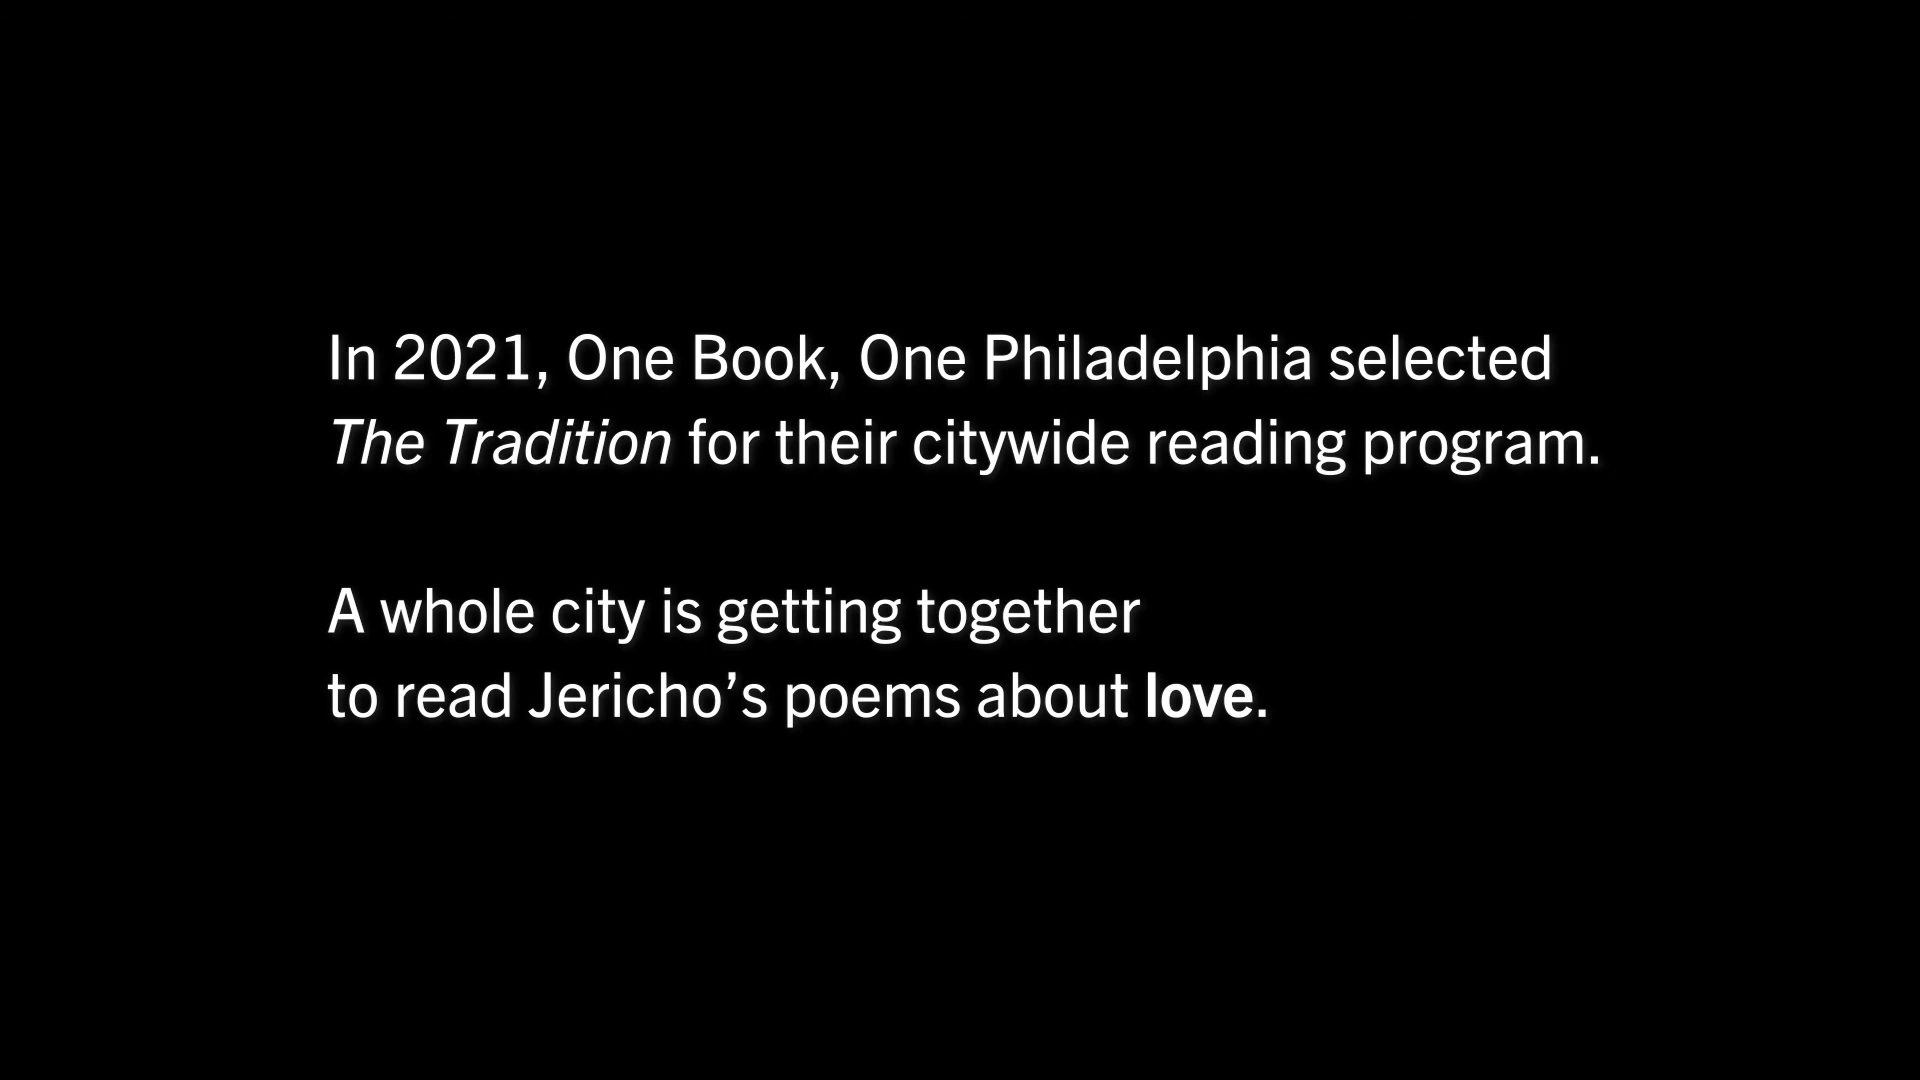 In 2021, One Book, One Philadelphia selected
The Tradition for their citywide reading program.
A whole city is getting together
to read Jericho’s poems about love.